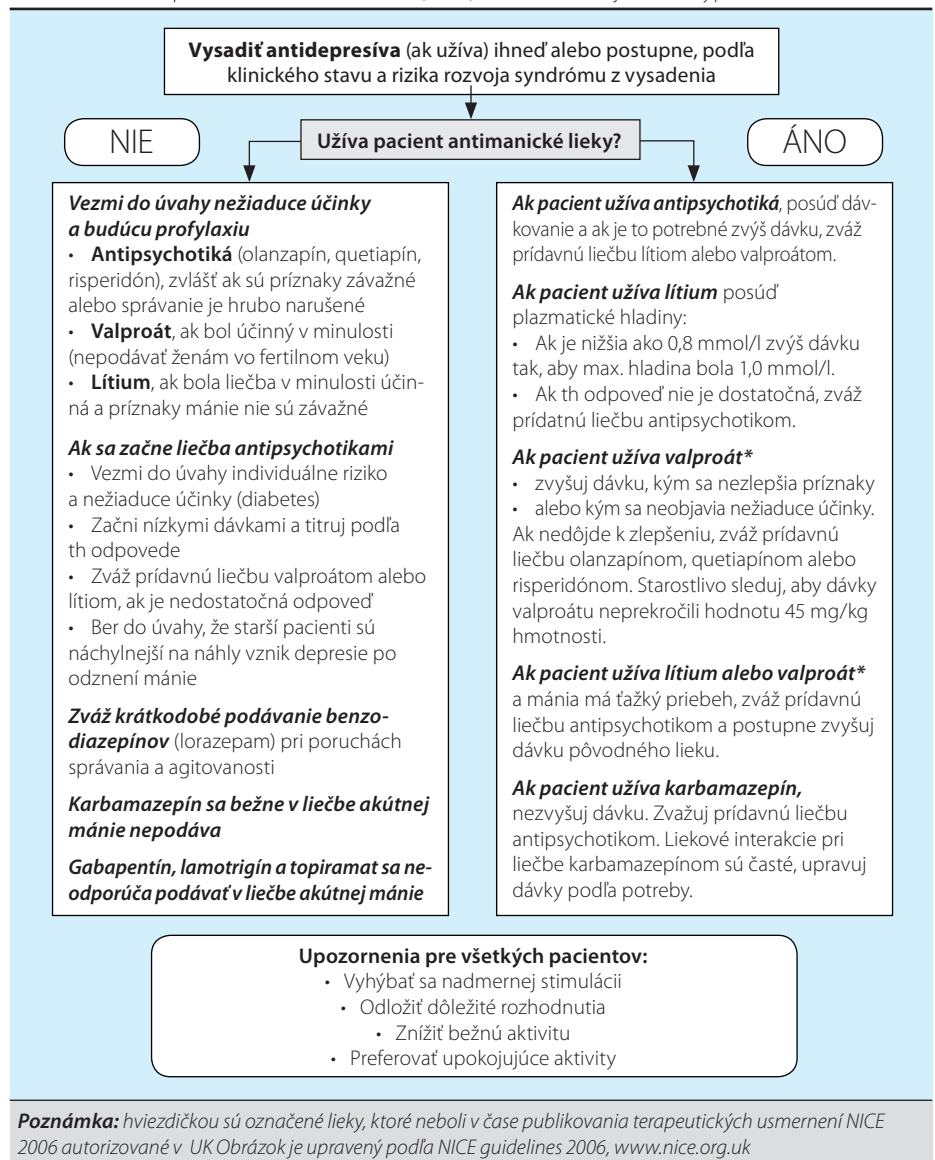 Vysadiť antidepresíva (ak užíva) ihneď alebo postupne, podľa
klinického stavu a rizika rozvoja syndrómu z vysadenia
NIE
Užíva pacient antimanické lieky?
ÁNO
Vezmi do úvahy nežiaduce účinky
a budúcu profylaxiu
• Antipsychotiká (olanzapín, quetiapín,
risperidón), zvlášť ak sú príznaky závažné
alebo správanie je hrubo narušené
• Valproát, ak bol účinný v minulosti
(nepodávať ženám vo fertilnom veku)
• Lítium, ak bola liečba v minulosti účin-
ná a príznaky mánie nie sú závažné
Ak sa začne liečba antipsychotikami
• Vezmi do úvahy individuálne riziko
a nežiaduce účinky (diabetes)
• Začni nízkymi dávkami a titruj podľa
th odpovede
• Zváž prídavnú liečbu valproátom alebo
lítiom, ak je nedostatočná odpoveď
• Ber do úvahy, že starší pacienti sú
náchylnejší na náhly vznik depresie po
odznení mánie
Zváž krátkodobé podávanie benzo-
diazepínov (lorazepam) pri poruchách
správania a agitovanosti
Karbamazepín sa bežne v liečbe akútnej
mánie nepodáva
Gabapentín, lamotrigín a topiramat sa ne-
odporúča podávať v liečbe akútnej mánie
Ak pacient užíva antipsychotiká, posúď dáv-
kovanie a ak je to potrebné zvýš dávku, zváž
prídavnú liečbu lítiom alebo valproátom.
Ak pacient užíva lítium posúď
plazmatické hladiny:
• Ak je nižšia ako 0,8 mmol/l zvýš dávku
tak, aby max. hladina bola 1,0 mmol/l.
• Ak th odpoveď nie je dostatočná, zváž
prídatnú liečbu antipsychotikom.
Ak pacient užíva valproát*
• zvyšuj dávku, kým sa nezlepšia príznaky
• alebo kým sa neobjavia nežiaduce účinky.
Ak nedôjde k zlepšeniu, zváž prídavnú
liečbu olanzapínom, quetiapínom alebo
risperidónom. Starostlivo sleduj, aby dávky
valproátu neprekročili hodnotu 45 mg/kg
hmotnosti.
Ak pacient užíva lítium alebo valproát*
a mánia má ťažký priebeh, zváž prídavnú
liečbu antipsychotikom a postupne zvyšuj
dávku pôvodného lieku.
Ak pacient užíva karbamazepín,
nezvyšuj dávku. Zvažuj prídavnú liečbu
antipsychotikom. Liekové interakcie pri
liečbe karbamazepínom sú časté, upravuj
dávky podľa potreby.
Upozornenia pre všetkých pacientov:
• Vyhýbať sa nadmernej stimulácii
• Odložiť dôležité rozhodnutia
• Znížiť bežnú aktivitu
• Preferovať upokojujúce aktivity
Poznámka: hviezdičkou sú označené lieky, ktoré neboli v čase publikovania terapeutických usmernení NICE
2006 autorizované v UK Obrázok je upravený podľa NICE guidelines 2006, www.nice.org.uk